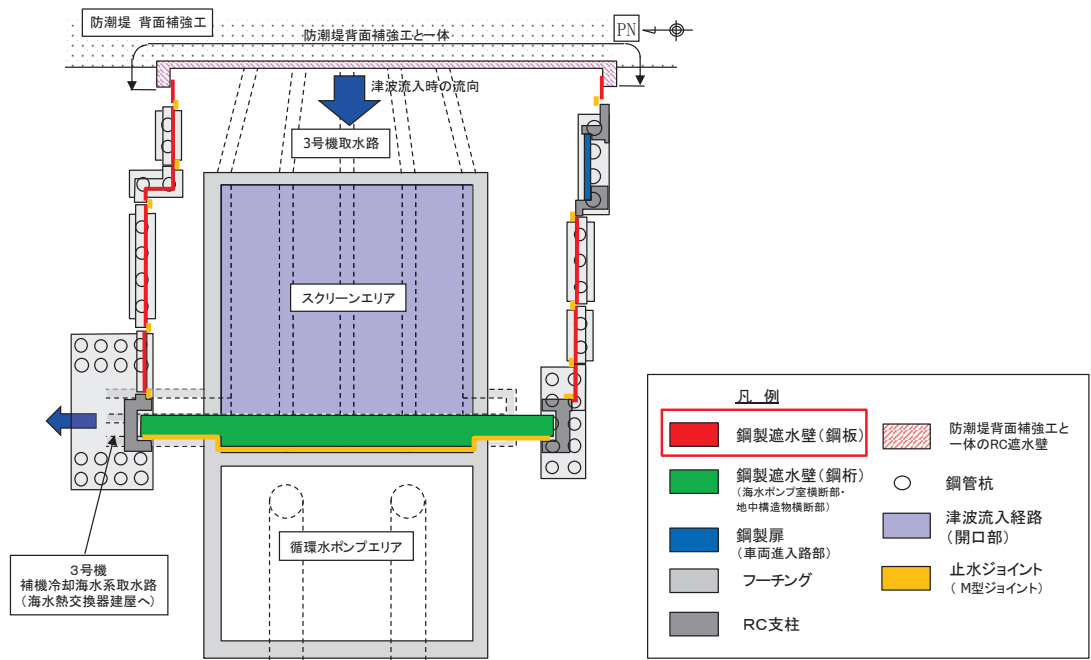 防潮堤 背面補強工
防潮堤背面補強工と一体
PN
津波流入時の流向
3号機取水路
スクリーンエリア
循環水ポンプエリア
3号機
補機冷却海水系取水路
(海水熱交換器建屋へ)
凡 例
鋼製遮水壁(鋼板)
鋼製遮水壁(鋼桁)
(海水ポンプ室横断部・
地中構造物横断部)
鋼製扉
(車両進入路部)
フーチング
RC支柱
防潮堤背面補強工と
一体のRC遮水壁
鋼管杭
津波流入経路
(開口部)
止水ジョイント
(M型ジョイント)